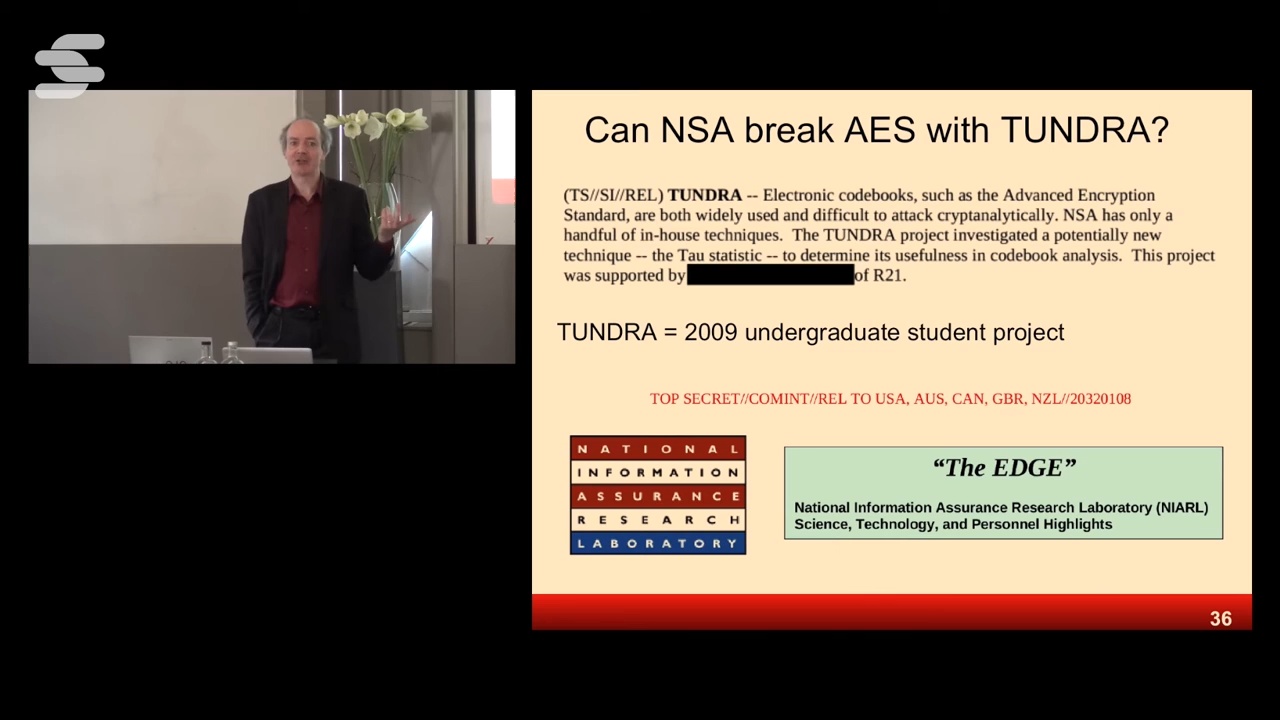 Can NSA break AES with TUNDRA?
(TS//SI//REL) TUNDRA -- Electronic codebooks, such as the Advanced Encryption
Standard, are both widely used and difficult to attack cryptanalytically. NSA has only a
handful of in-house techniques. The TUNDRA project investigated a potentially new
technique -- the Tau statistic -- to determine its usefulness in codebook analysis. This project
was supported by of R21.
TUNDRA = 2009 undergraduate student project
TOP SECRET//COMINT//REL TO USA, AUS, CAN, GBR, NZL//20320108
NATIONAL
INFORMATION
ASSURANCE
RESEARCH
LABORATORY
“The EDGE”
National Information Assurance Research Laboratory (NIARL)
Science, Technology, and Personnel Highlights
36